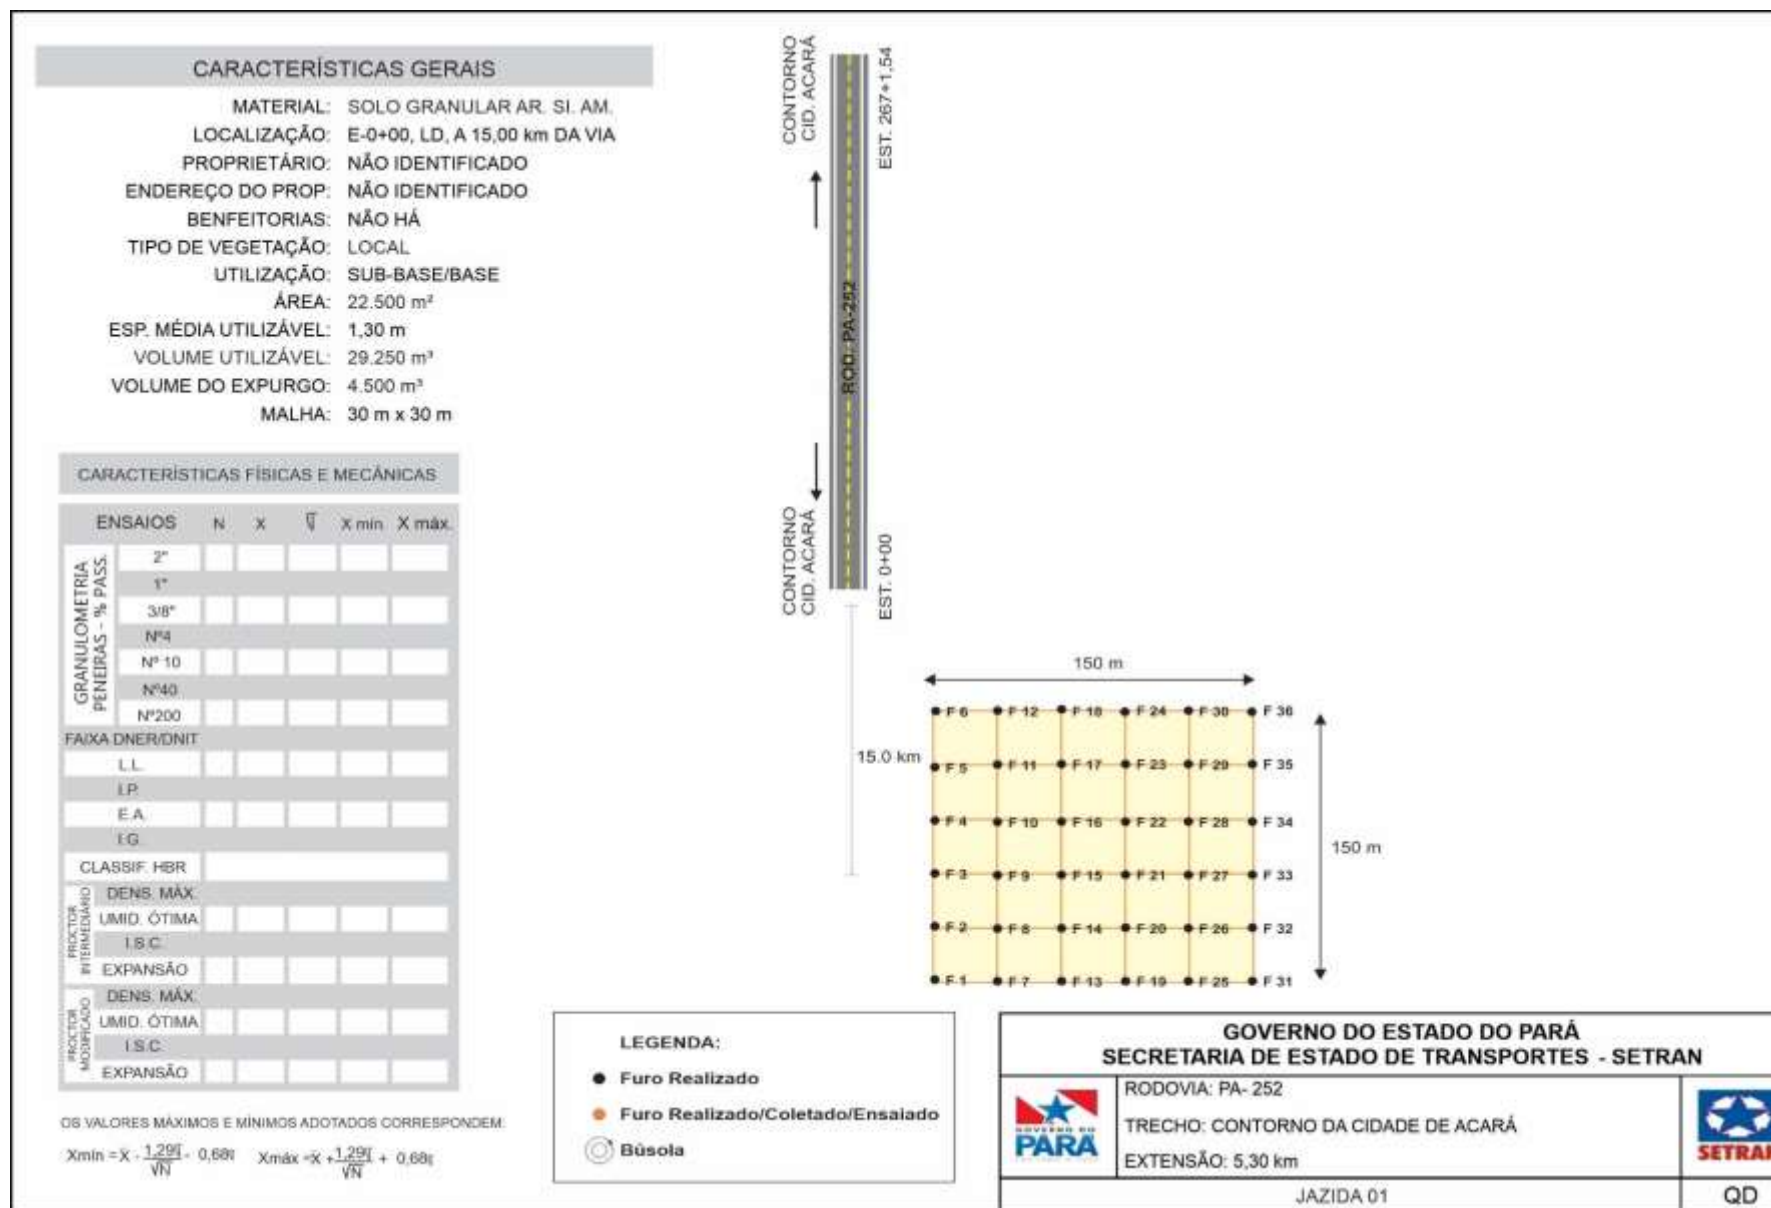 CARACTERÍSTICAS GERAIS
MATERIAL: SOLO GRANULAR AR. SI. AM.
LOCALIZAÇÃO: E-0+00, LD, A 15,00 km DA VIA
PROPRIETÁRIO: NÃO IDENTIFICADO
ENDEREÇO DO PROP: NÃO IDENTIFICADO
BENFEITORIAS: NÃO HÁ
TIPO DE VEGETAÇÃO: LOCAL
UTILIZAÇÃO: SUB-BASE/BASE
ÁREA: 22.500 m²
ESP. MÉDIA UTILIZÁVEL: 1,30 m
VOLUME UTILIZÁVEL: 29.250 m³
VOLUME DO EXPURGO: 4.500 m³
MALHA: 30 m x 30 m
CARACTERÍSTICAS FÍSICAS E MECÂNICAS
ENSAIOS N X X mín X máx.
GRANULOMETRIA
PENEIRAS - % PASS.
2"
1"
3/8"
Nº4
Nº 10
Nº40
Nº200
FAIXA DNER/DNIT
L.L.
I.P.
E.A.
I.G.
CLASSIF. HBR
PROCTOR
INTERMEDIÁRIO
DENS. MÁX.
UMID. ÓTIMA
I.S.C.
EXPANSÃO
PROCTOR
MODIFICADO
DENS. MÁX.
UMID. ÓTIMA
I.S.C.
EXPANSÃO
OS VALORES MÁXIMOS E MÍNIMOS ADOTADOS CORRESPONDEM:
CONTORNO
CID. ACARÁ
EST. 267+1,54
ROD. PA-252
CONTORNO
CID. ACARÁ
EST. 0+00
15.0 km
150 m
F 6 F 12 F 18 F 24 F 30 F 36
F 5 F 11 F 17 F 23 F 29 F 35
F 4 F 10 F 16 F 22 F 28 F 34
F 3 F 9 F 15 F 21 F 27 F 33
F 2 F 8 F 14 F 20 F 26 F 32
F 1 F 7 F 13 F 19 F 25 F 31
150 m
LEGENDA:
Furo Realizado
Furo Realizado/Coletado/Ensaiado
Búsola
GOVERNO DO ESTADO DO PARÁ
SECRETARIA DE ESTADO DE TRANSPORTES - SETRAN
GOVERNO DO
PARÁ
RODOVIA: PA- 252
TRECHO: CONTORNO DA CIDADE DE ACARÁ
EXTENSÃO: 5,30 km
SETRAN
JAZIDA 01
QD